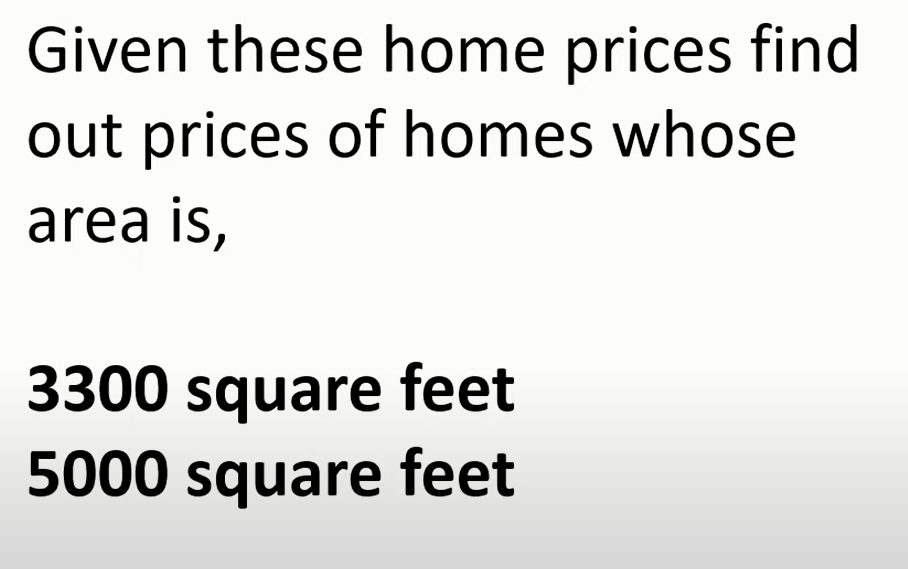 Given these home prices find
out prices of homes whose
area is,
3300 square feet
5000 square feet